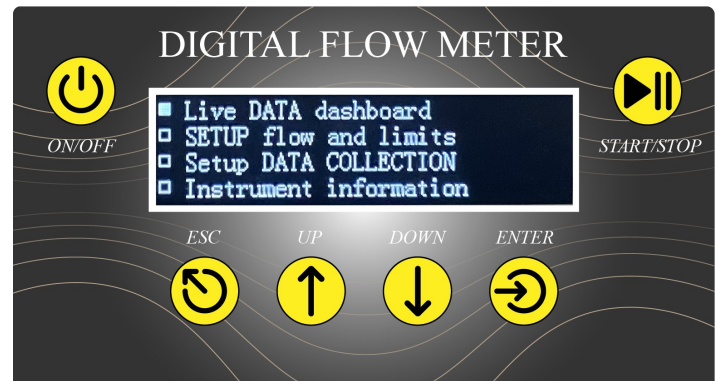 DIGITAL FLOW METER
ON/OFF
Live DATA dashboard
SETUP flow and limits
Setup DATA COLLECTION
Instrument information
START/STOP
ESC UP DOWN ENTER